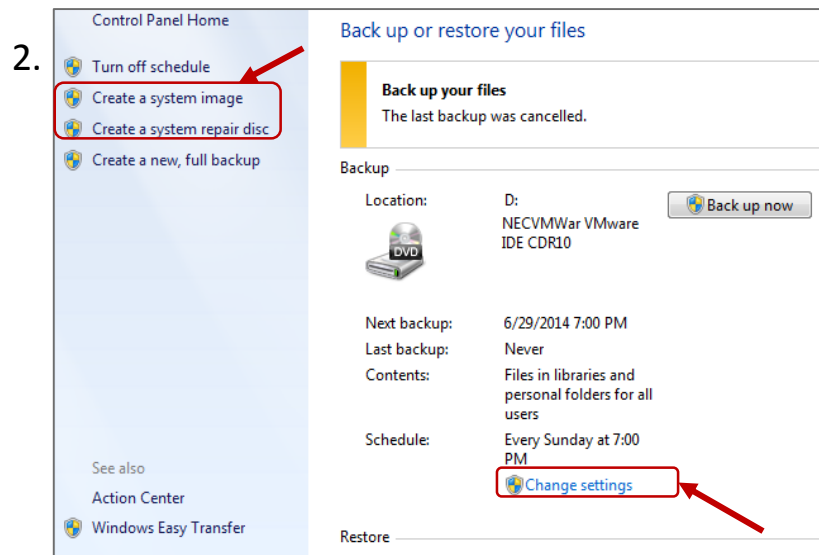 2.
Control Panel Home
Turn off schedule
Create a system image
Create a system repair disc
Create a new, full backup
See also
Action Center
Windows Easy Transfer
Back up or restore your files
Back up your files
The last backup was cancelled.
Backup
Location:
D:
NECVMWar VMware
IDE CDR10
DVD
Back up now
Next backup:
6/29/2014 7:00 PM
Last backup:
Never
Contents:
Files in libraries and
personal folders for all
users
Schedule:
Every Sunday at 7:00
PM
Change settings
Restore